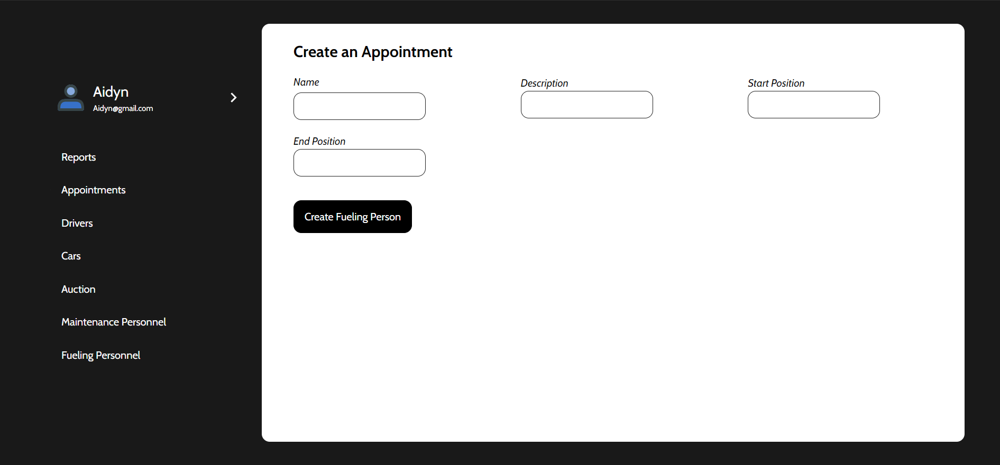 Aidyn
Aidyn@gmail.com
Reports
Appointments
Drivers
Cars
Auction
Maintenance Personnel
Fueling Personnel
Create an Appointment
Name
Description
Start Position
End Position
Create Fueling Person